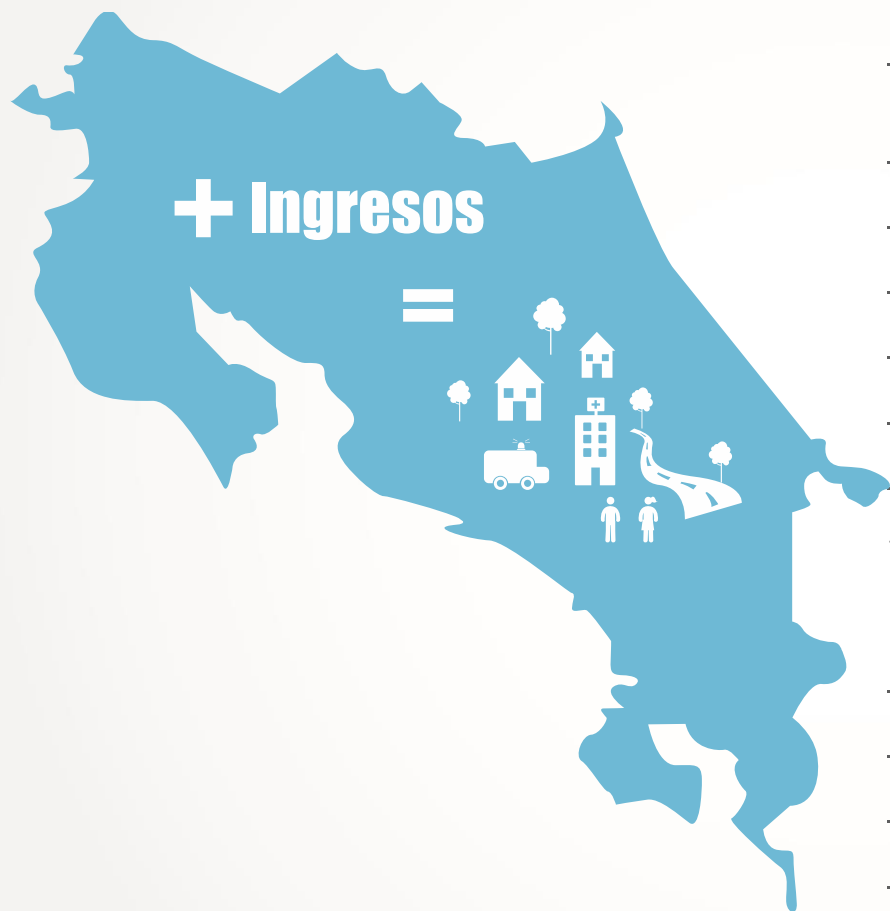 + Ingresos
=